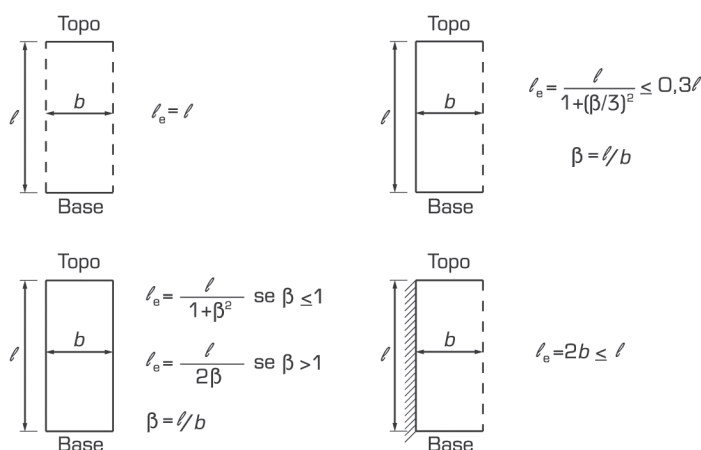 Topo
ℓ
b
ℓe = ℓ
Base
Topo
ℓ
b
ℓe = ℓ / 1+(β/3)² ≤ 0,3ℓ
β = ℓ/b
Base
Topo
ℓ
b
ℓe = ℓ / 1+β² se β ≤1
ℓe = ℓ / 2β se β >1
β = ℓ/b
Base
Topo
ℓ
b
ℓe = 2b ≤ ℓ
Base